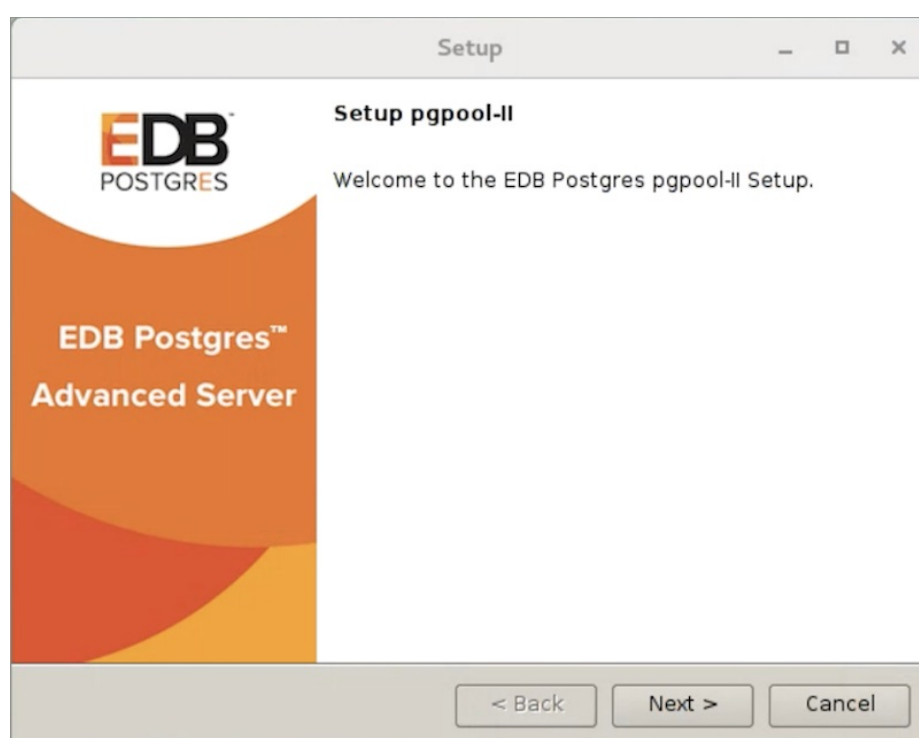 Setup
EDB™
POSTGRES
EDB Postgres™
Advanced Server
Setup pgpool-II
Welcome to the EDB Postgres pgpool-II Setup.
< Back
Next >
Cancel